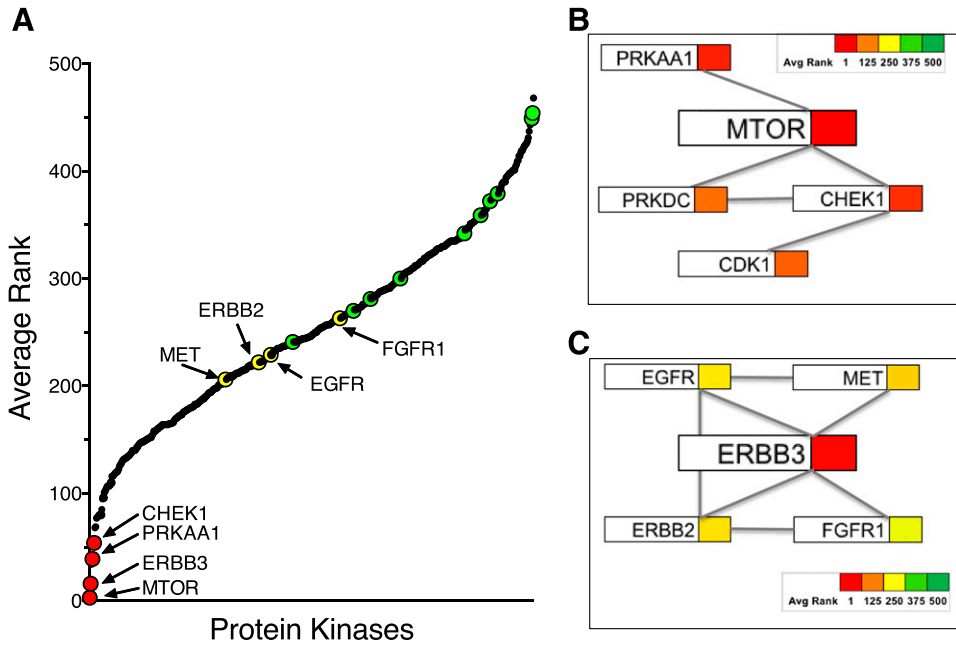 A
500
400
300
200
100
0
Average Rank
Protein Kinases
ERBB2
MET
FGFR1
EGFR
CHEK1
PRKAA1
ERBB3
MTOR
B
PRKAA1
Avg Rank 1 125 250 375 500
MTOR
PRKDC
CHEK1
CDK1
C
EGFR
MET
ERBB3
ERBB2
FGFR1
Avg Rank 1 125 250 375 500